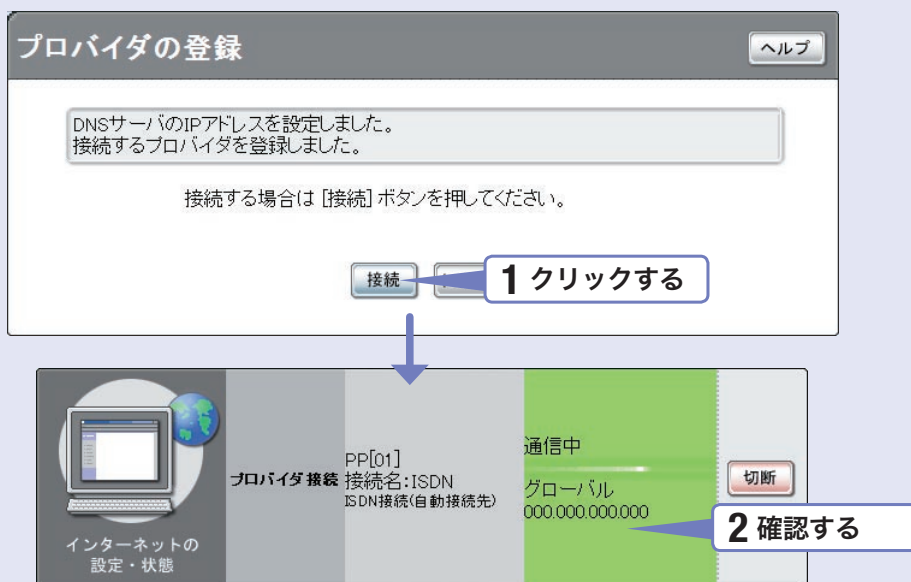 プロバイダの登録
ヘルプ
DNSサーバのIPアドレスを設定しました。
接続するプロバイダを登録しました。
接続する場合は [接続] ボタンを押してください。
接続
1 クリックする
プロバイダ接続
PP[01]
接続名:ISDN
ISDN接続(自動接続先)
通信中
グローバル
000.000.000.000
切断
2 確認する
インターネットの
設定・状態